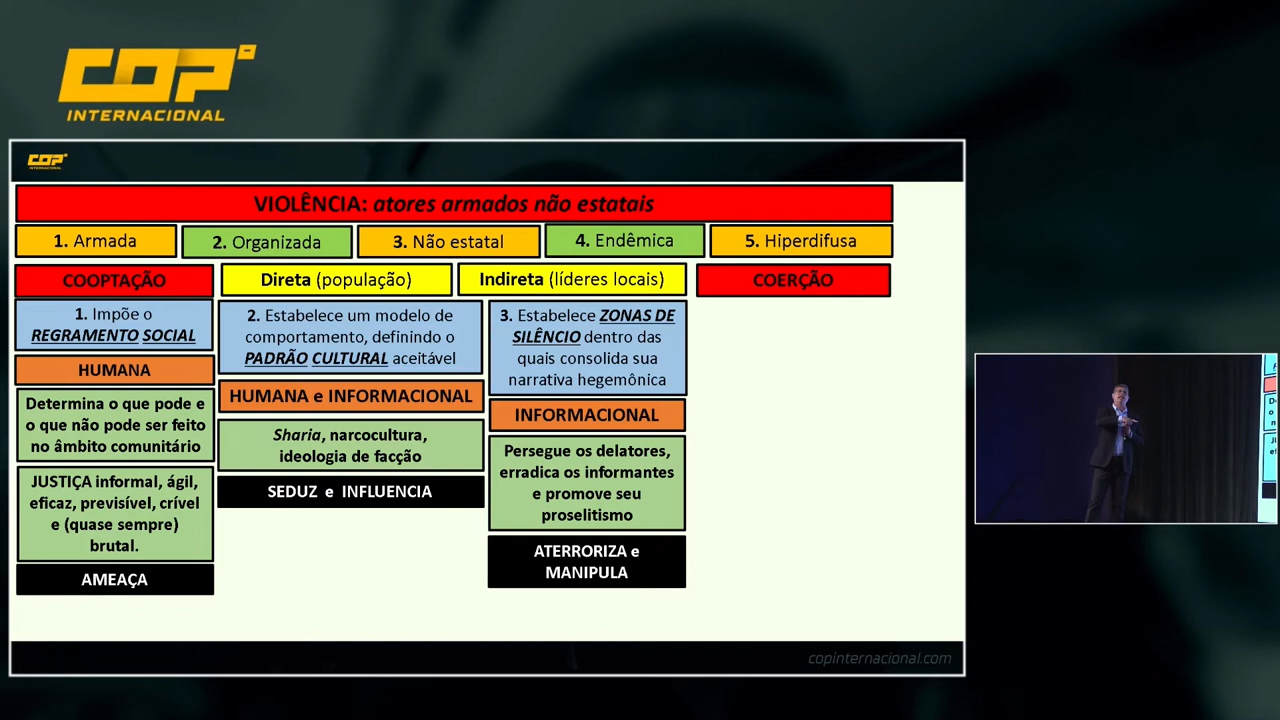 COP
INTERNACIONAL
COP
INTERNACIONAL
VIOLÊNCIA: atores armados não estatais
1. Armada
2. Organizada
3. Não estatal
4. Endêmica
5. Hiperdifusa
COOPTAÇÃO
Direta (população)
Indireta (líderes locais)
COERÇÃO
1. Impõe o
REGRAMENTO SOCIAL
HUMANA
Determina o que pode e
o que não pode ser feito
no âmbito comunitário
JUSTIÇA informal, ágil,
eficaz, previsível, crível
e (quase sempre)
brutal.
AMEAÇA
2. Estabelece um modelo de
comportamento, definindo o
PADRÃO CULTURAL aceitável
HUMANA e INFORMACIONAL
Sharia, narcocultura,
ideologia de facção
SEDUZ e INFLUENCIA
3. Estabelece ZONAS DE
SILÊNCIO dentro das
quais consolida sua
narrativa hegemônica
INFORMACIONAL
Persegue os delatores,
erradica os informantes
e promove seu
proselitismo
ATERRORIZA e
MANIPULA
copinternacional.com